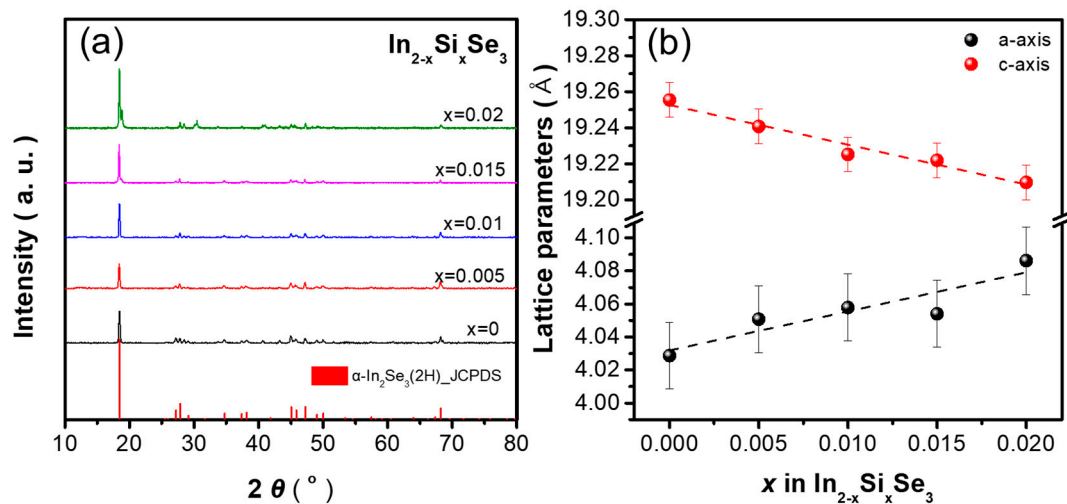 (a)
In₂₋ₓSiₓSe₃
x=0.02
x=0.015
x=0.01
x=0.005
x=0
α-In₂Se₃(2H)_JCPDS
Intensity ( a. u. )
10 20 30 40 50 60 70 80
2 θ ( ° )
(b)
a-axis
c-axis
Lattice parameters ( Å )
19.30
19.28
19.26
19.24
19.22
19.20
4.10
4.08
4.06
4.04
4.02
4.00
0.000 0.005 0.010 0.015 0.020
x in In₂₋ₓSiₓSe₃